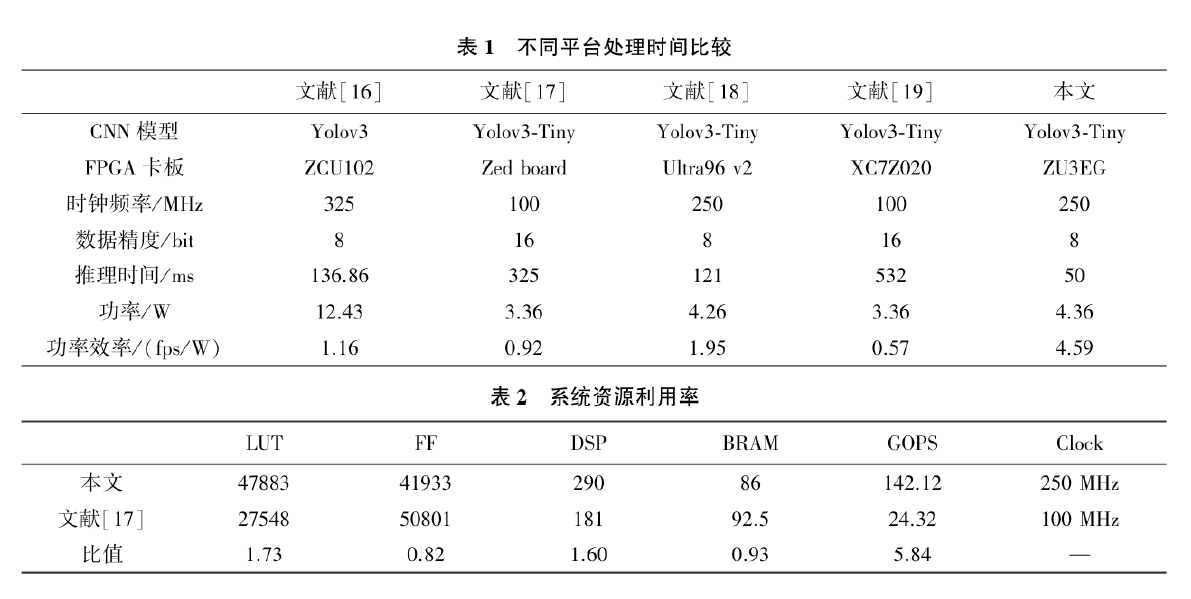 表 1 不同平台处理时间比较
文献[16] 文献[17] 文献[18] 文献[19] 本文
CNN 模型 Yolov3 Yolov3-Tiny Yolov3-Tiny Yolov3-Tiny Yolov3-Tiny
FPGA 卡板 ZCU102 Zed board Ultra96 v2 XC7Z020 ZU3EG
时钟频率/MHz 325 100 250 100 250
数据精度/bit 8 16 8 16 8
推理时间/ms 136.86 325 121 532 50
功率/W 12.43 3.36 4.26 3.36 4.36
功率效率/(fps/W) 1.16 0.92 1.95 0.57 4.59
表 2 系统资源利用率
LUT FF DSP BRAM GOPS Clock
本文 47883 41933 290 86 142.12 250 MHz
文献[17] 27548 50801 181 92.5 24.32 100 MHz
比值 1.73 0.82 1.60 0.93 5.84 —